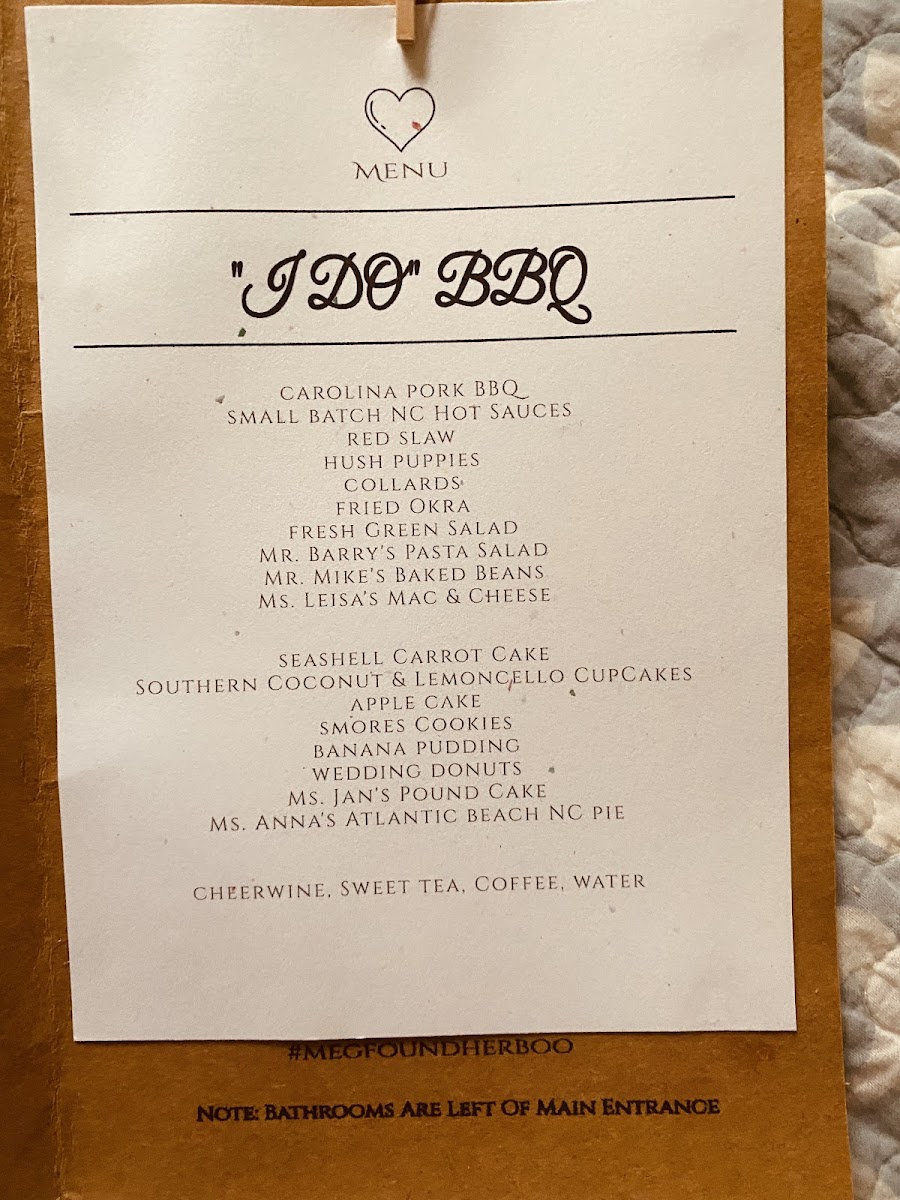 MENU
"I DO" BBQ
CAROLINA PORK BBQ
SMALL BATCH NC HOT SAUCES
RED SLAW
HUSH PUPPIES
COLLARDS
FRIED OKRA
FRESH GREEN SALAD
MR. BARRY'S PASTA SALAD
MR. MIKE'S BAKED BEANS
MS. LEISA'S MAC & CHEESE
SEASHELL CARROT CAKE
SOUTHERN COCONUT & LEMONCELLO CUPCAKES
APPLE CAKE
SMORES COOKIES
BANANA PUDDING
WEDDING DONUTS
MS. JAN'S POUND CAKE
MS. ANNA'S ATLANTIC BEACH NC PIE
CHEERWINE, SWEET TEA, COFFEE, WATER
#MEGFOUNDHERBOO
NOTE: BATHROOMS ARE LEFT OF MAIN ENTRANCE